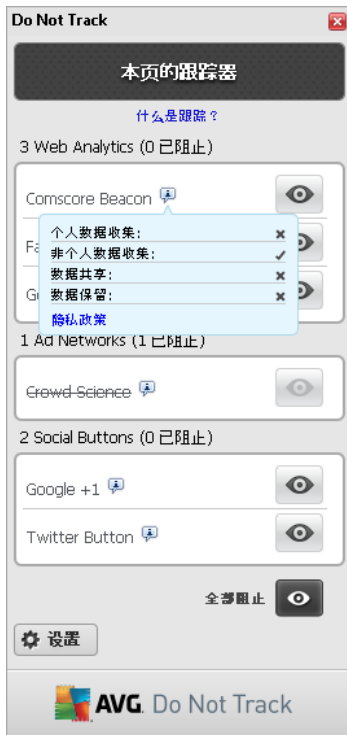 Do Not Track
本页的跟踪器
什么是跟踪？
3 Web Analytics (0 已阻止)
Comscore Beacon
Fa
G
个人数据收集:
非个人数据收集:
数据共享:
数据保留:
隐私政策
1 Ad Networks (1 已阻止)
Crowd Science
2 Social Buttons (0 已阻止)
Google +1
Twitter Button
全部阻止
设置
AVG. Do Not Track